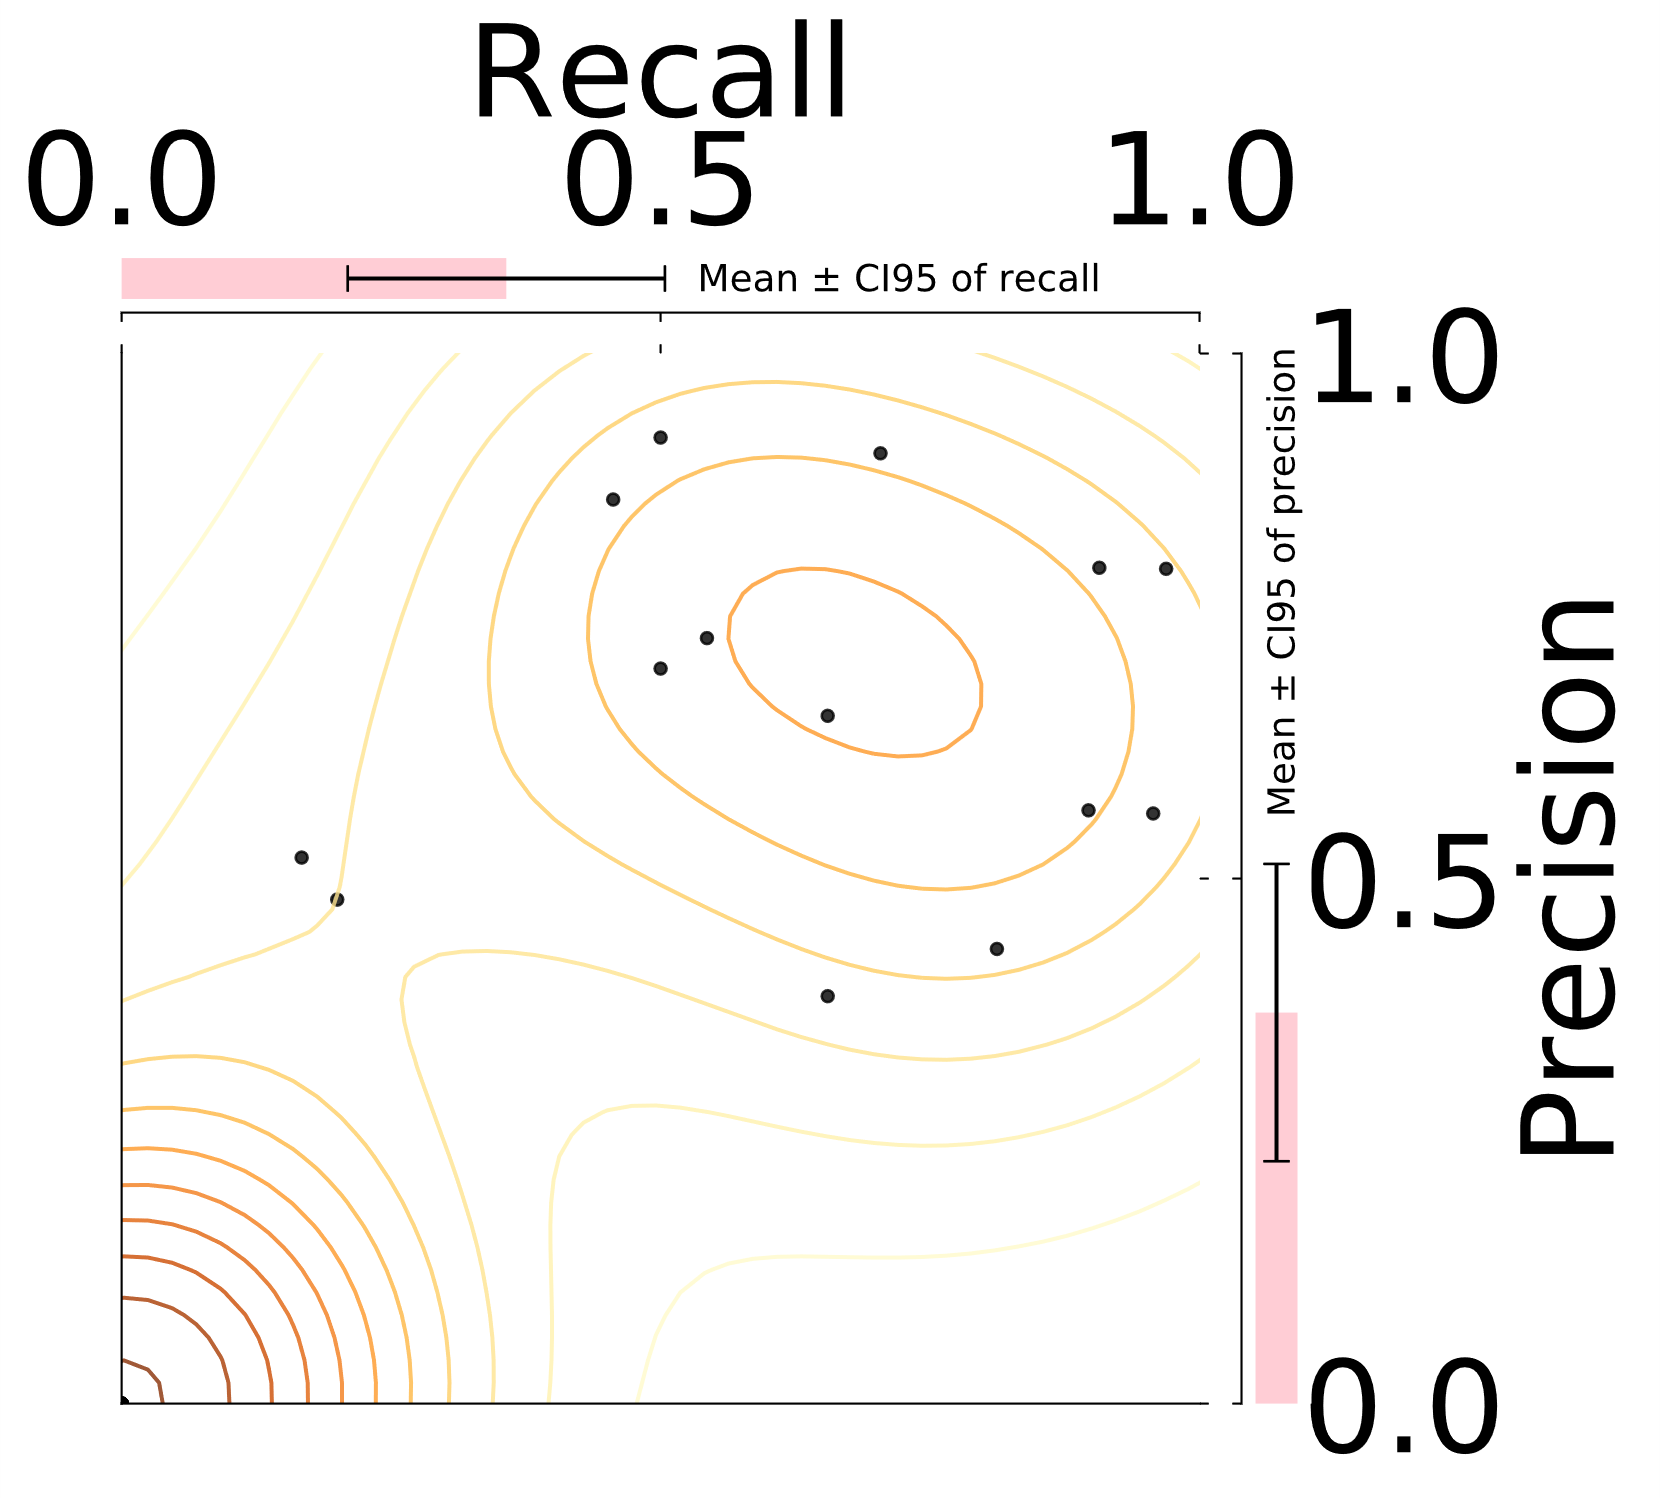 Recall
0.0 0.5 1.0
Mean ± CI95 of recall
1.0
Mean ± CI95 of precision
Precision
0.5
0.0